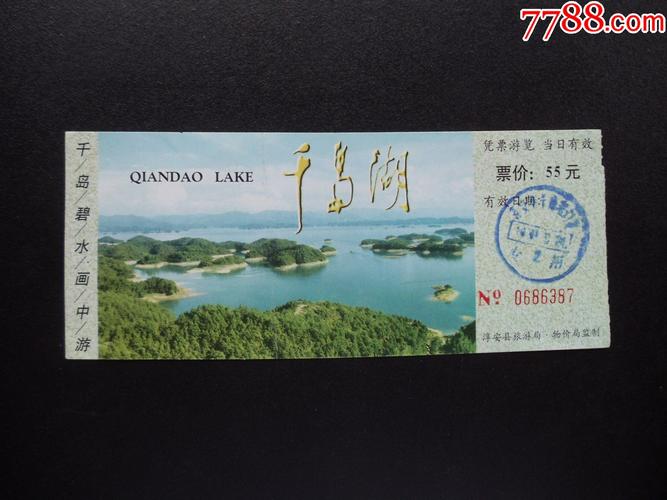 7788.com
千岛碧水画中游
QIANDAO LAKE
千岛湖
凭票游览 当日有效
票价：55元
有效日期：
№ 0686387
淳安县旅游局·物价局监制